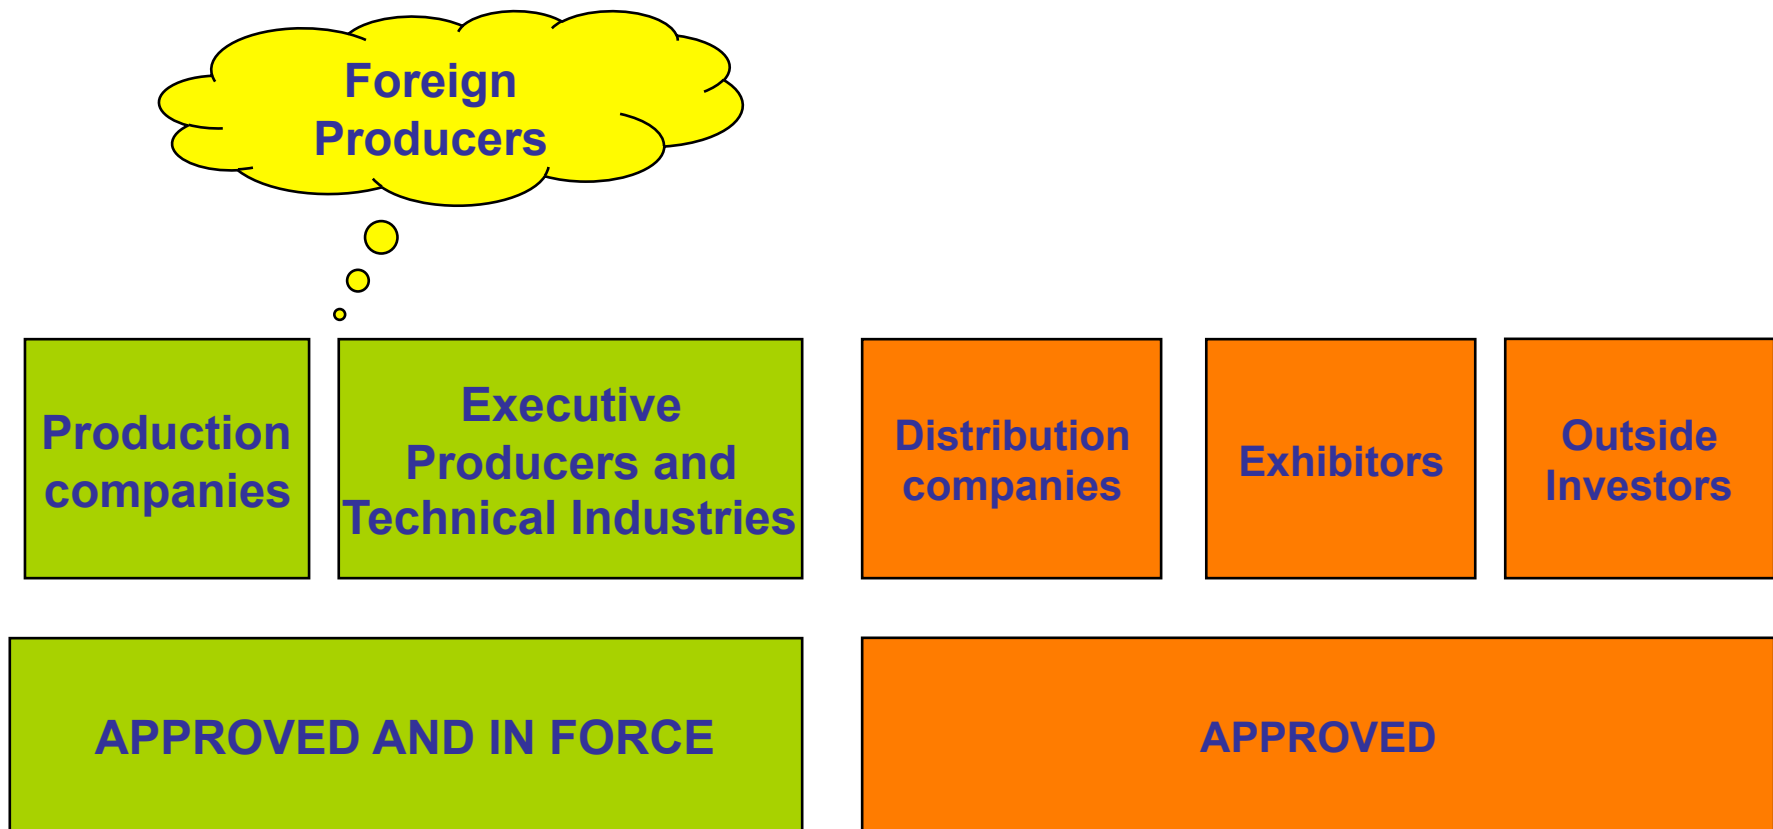 Foreign
Producers
Production
companies
Executive
Producers and
Technical Industries
Distribution
companies
Exhibitors
Outside
Investors
APPROVED AND IN FORCE
APPROVED